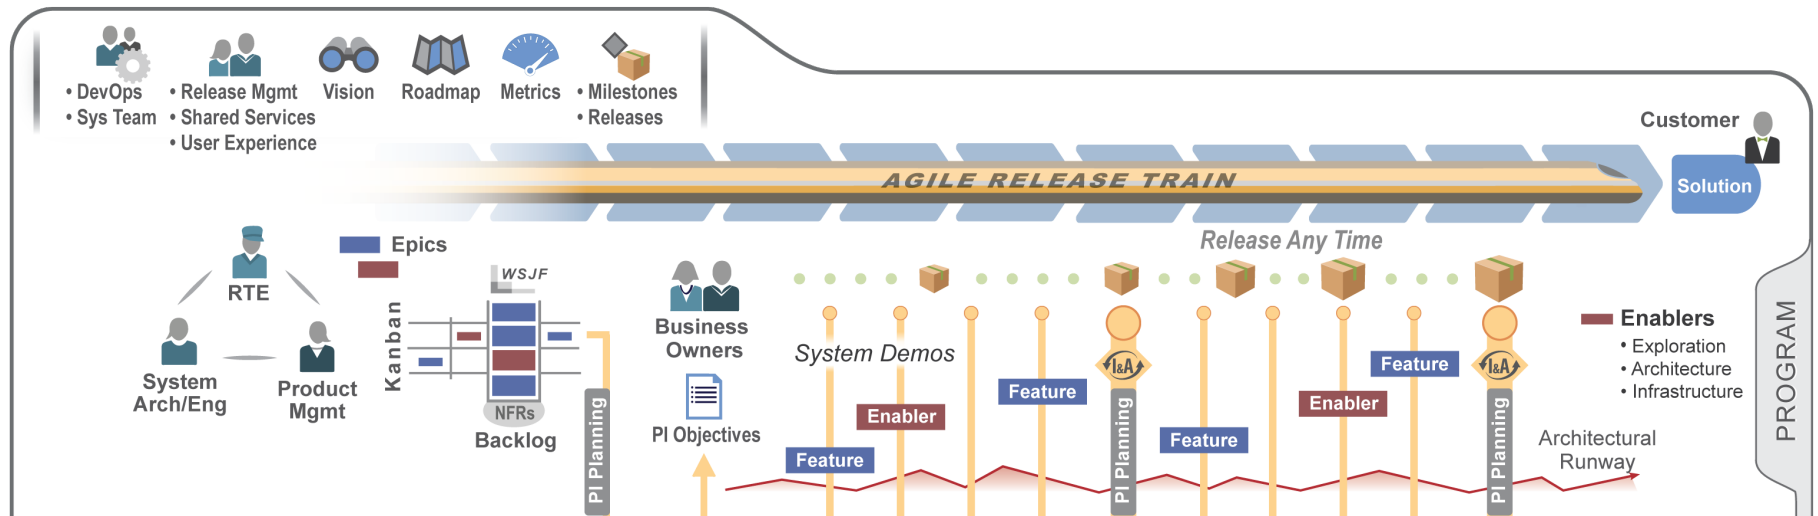 • DevOps
• Sys Team
• Release Mgmt
• Shared Services
• User Experience
Vision
Roadmap
Metrics
• Milestones
• Releases
Customer
AGILE RELEASE TRAIN
Solution
Release Any Time
RTE
System
Arch/Eng
Product
Mgmt
Epics
WSJF
Kanban
NFRs
Backlog
PI Planning
Business
Owners
PI Objectives
System Demos
Feature
Enabler
Feature
I&A
PI Planning
Feature
Enabler
Feature
I&A
PI Planning
Enablers
• Exploration
• Architecture
• Infrastructure
Architectural
Runway
PROGRAM